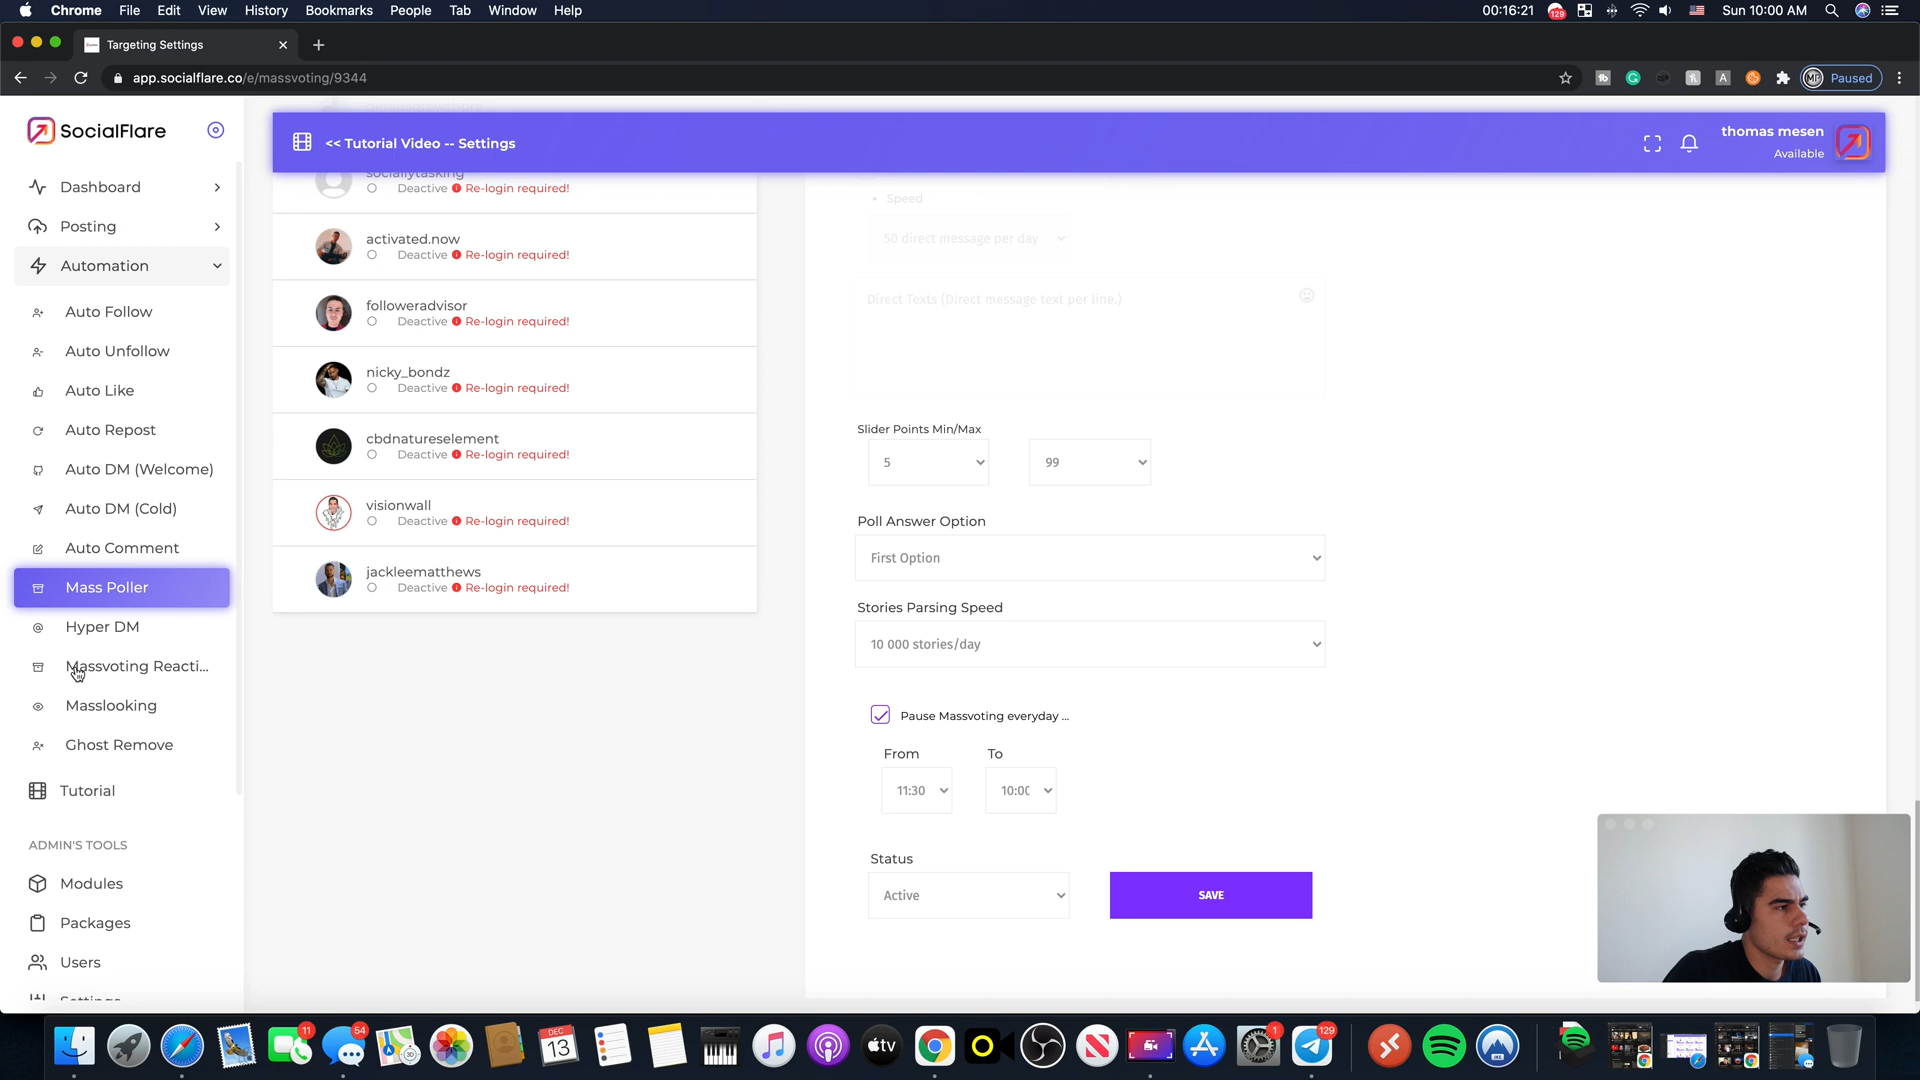 Chrome File Edit View History Bookmarks People Tab Window Help 00:16:21 129 Sun 10:00 AM
Targeting Settings
app.socialflare.co/e/massvoting/9344 Paused
SocialFlare
<< Tutorial Video -- Settings
thomas mesen
Available
Dashboard
Posting
Automation
Auto Follow
Auto Unfollow
Auto Like
Auto Repost
Auto DM (Welcome)
Auto DM (Cold)
Auto Comment
Mass Poller
Hyper DM
Massvoting Reacti...
Masslooking
Ghost Remove
Tutorial
ADMIN'S TOOLS
Modules
Packages
Users
Settings
sociallytasking
Deactive Re-login required!
activated.now
Deactive Re-login required!
followeradvisor
Deactive Re-login required!
nicky_bondz
Deactive Re-login required!
cbdnatureselement
Deactive Re-login required!
visionwall
Deactive Re-login required!
jackleematthews
Deactive Re-login required!
Speed
50 direct message per day
Direct Texts (Direct message text per line.)
Slider Points Min/Max
5 99
Poll Answer Option
First Option
Stories Parsing Speed
10 000 stories/day
Pause Massvoting everyday ...
From To
11:30 10:00
Status
Active SAVE
11 54 DEC 13 tv 1 129